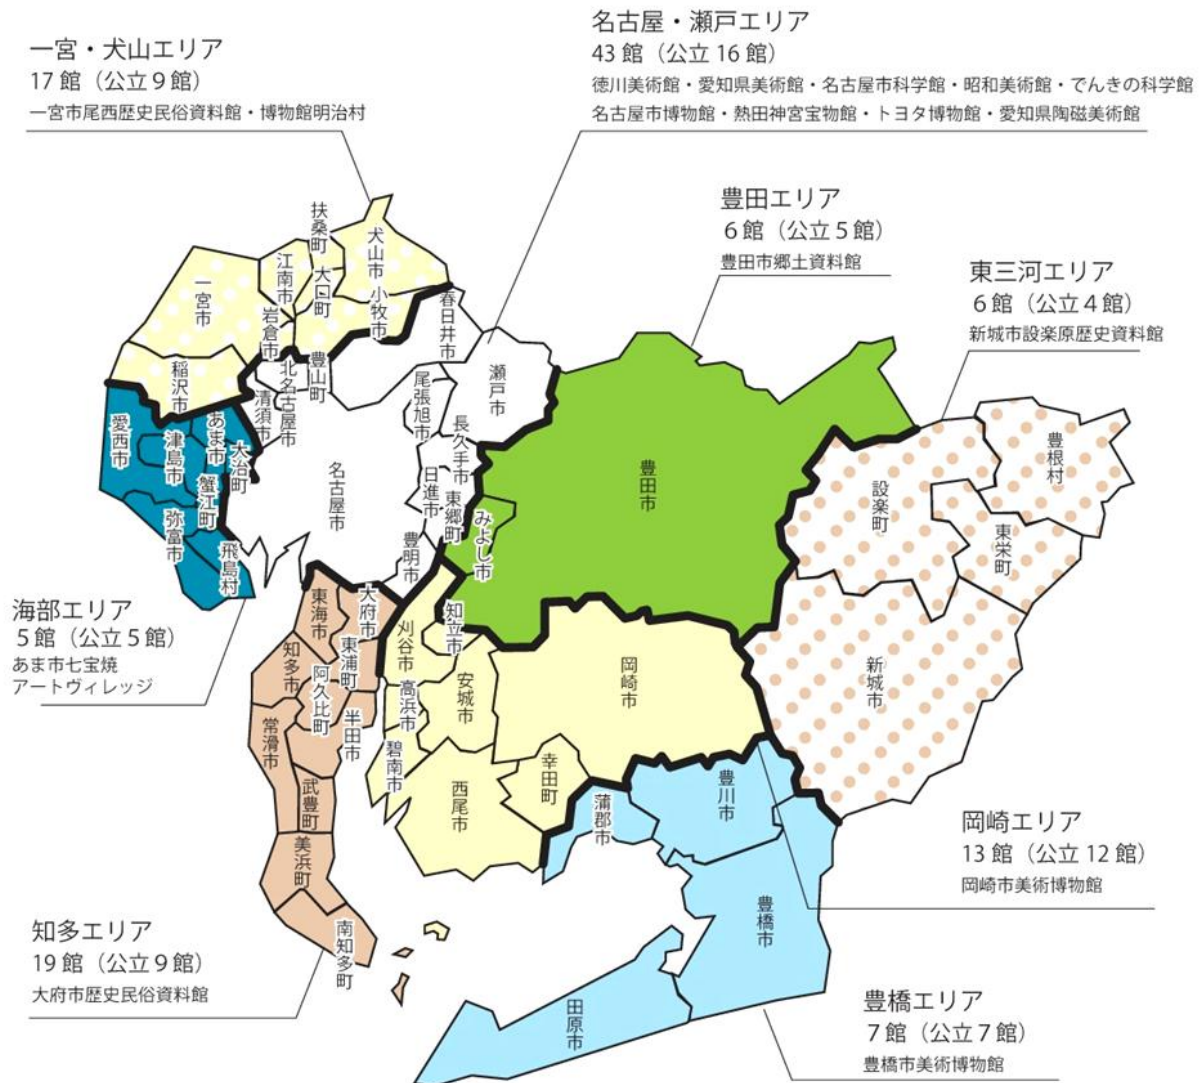 名古屋・瀬戸エリア
43館（公立16館）
徳川美術館・愛知県美術館・名古屋市科学館・昭和美術館・でんきの科学館
名古屋市博物館・熱田神宮宝物館・トヨタ博物館・愛知県陶磁美術館
一宮・犬山エリア
17館（公立9館）
一宮市尾西歴史民俗資料館・博物館明治村
豊田エリア
6館（公立5館）
豊田市郷土資料館
東三河エリア
6館（公立4館）
新城市設楽原歴史資料館
扶桑町
犬山市
江南市
大口町
一宮市
小牧市
岩倉市
春日井市
稲沢市
北名古屋市
豊山町
清須市
尾張旭市
瀬戸市
愛西市
津島市
あま市
大治町
蟹江町
弥富市
飛島村
名古屋市
長久手市
日進市
東郷町
みよし市
豊明市
豊田市
設楽町
豊根村
東栄町
新城市
海部エリア
5館（公立5館）
あま市七宝焼
アートヴィレッジ
東海市
大府市
知多市
東浦町
阿久比町
半田市
常滑市
武豊町
美浜町
南知多町
刈谷市
知立市
高浜市
安城市
碧南市
岡崎市
西尾市
幸田町
蒲郡市
豊川市
豊橋市
田原市
岡崎エリア
13館（公立12館）
岡崎市美術博物館
知多エリア
19館（公立9館）
大府市歴史民俗資料館
豊橋エリア
7館（公立7館）
豊橋市美術博物館